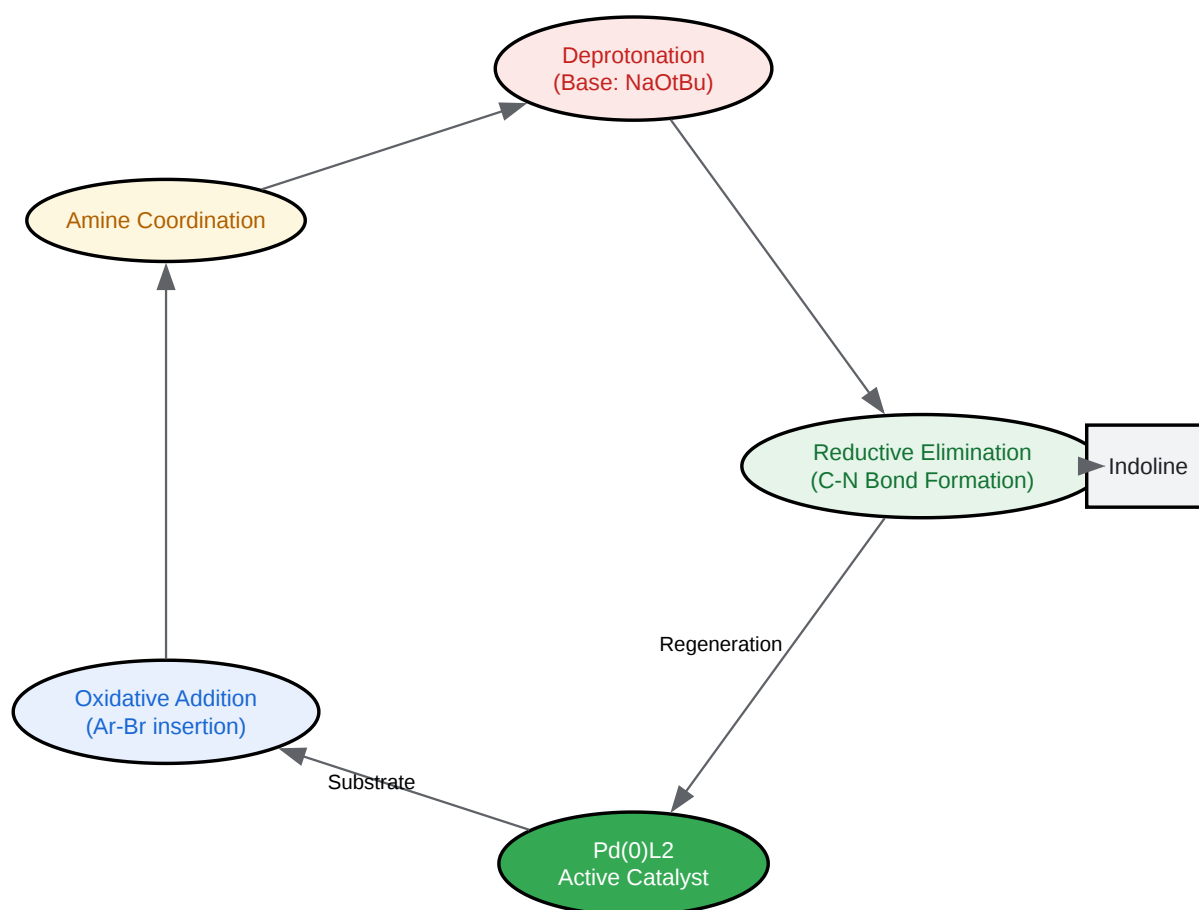 Deprotonation
(Base: NaOtBu)
Amine Coordination
Reductive Elimination
(C-N Bond Formation)
Indoline
Regeneration
Oxidative Addition
(Ar-Br insertion)
Substrate
Pd(0)L2
Active Catalyst